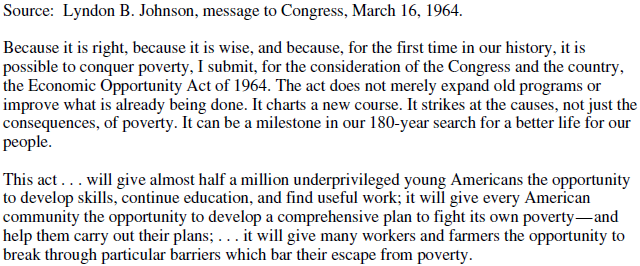 Source:  Lyndon B. Johnson, message to Congress, March 16, 1964.
Because it is right, because it is wise, and because, for the first time in our history, it is
possible to conquer poverty, I submit, for the consideration of the Congress and the country,
the Economic Opportunity Act of 1964. The act does not merely expand old programs or
improve what is already being done. It charts a new course. It strikes at the causes, not just the
consequences, of poverty. It can be a milestone in our 180-year search for a better life for our
people.
This act . . . will give almost half a million underprivileged young Americans the opportunity
to develop skills, continue education, and find useful work; it will give every American
community the opportunity to develop a comprehensive plan to fight its own poverty—and
help them carry out their plans; . . . it will give many workers and farmers the opportunity to
break through particular barriers which bar their escape from poverty.